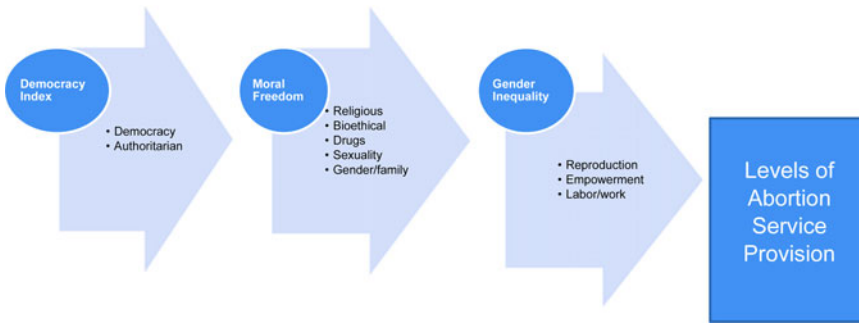 Democracy
Index
• Democracy
• Authoritarian
Moral
Freedom
• Religious
• Bioethical
• Drugs
• Sexuality
• Gender/family
Gender
Inequality
• Reproduction
• Empowerment
• Labor/work
Levels of
Abortion
Service
Provision